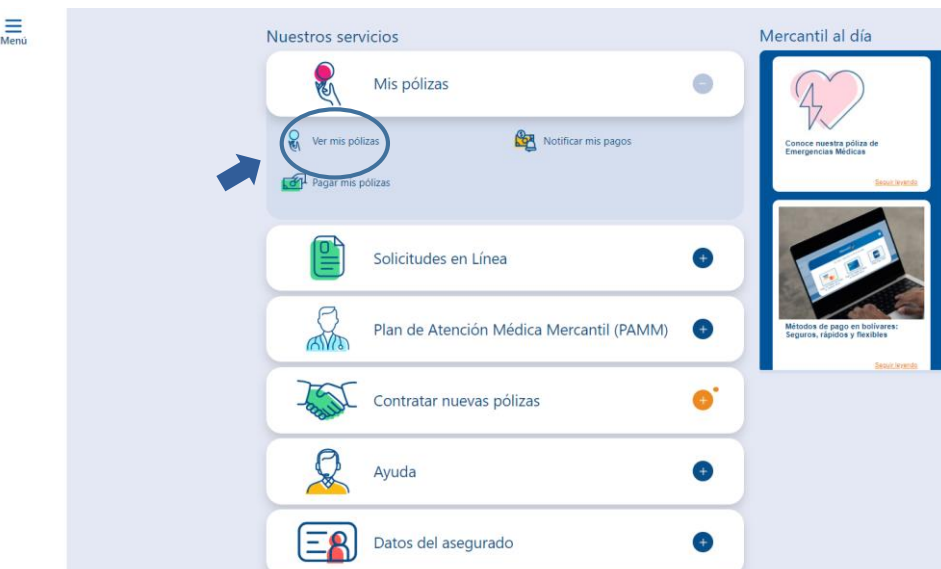 Menú
Nuestros servicios
Mis pólizas
Ver mis pólizas
Notificar mis pagos
Pagar mis pólizas
Solicitudes en Línea
Plan de Atención Médica Mercantil (PAMM)
Contratar nuevas pólizas
Ayuda
Datos del asegurado
Mercantil al día
Conoce nuestra póliza de
Emergencias Médicas
Seguir leyendo
Métodos de pago en bolívares:
Seguros, rápidos y flexibles
Seguir leyendo